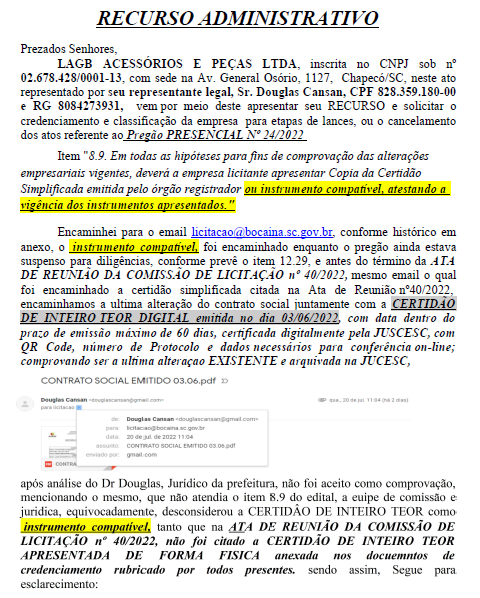 RECURSO ADMINISTRATIVO
Prezados Senhores,
LAGB ACESSÓRIOS E PEÇAS LTDA, inscrita no CNPJ sob nº
02.678.428/0001-13, com sede na Av. General Osório, 1127, Chapecó/SC, neste ato
representado por seu representante legal, Sr. Douglas Cansan, CPF 828.359.180-00
e RG 8084273931, vem por meio deste apresentar seu RECURSO e solicitar o
credenciamento e classificação da empresa para etapas de lances, ou o cancelamento
dos atos referente ao Pregão PRESENCIAL Nº 24/2022
Item "8.9. Em todas as hipóteses para fins de comprovação das alterações
empresariais vigentes, deverá a empresa licitante apresentar Copia da Certidão
Simplificada emitida pelo órgão registrador ou instrumento compatível, atestando a
vigência dos instrumentos apresentados."
Encaminhei para o email licitacao@bocaina.sc.gov.br, conforme histórico em
anexo, o instrumento compatível, foi encaminhado enquanto o pregão ainda estava
suspenso para diligências, conforme prevê o item 12.29, e antes do término da ATA
DE REUNIÃO DA COMISSÃO DE LICITAÇÃO nº 40/2022, mesmo email o qual
foi encaminhado a certidão simplificada citada na Ata de Reunião nº40/2022,
encaminhamos a ultima alteração do contrato social juntamente com a CERTIDÃO
DE INTEIRO TEOR DIGITAL emitida no dia 03/06/2022, com data dentro do
prazo de emissão máximo de 60 dias, certificada digitalmente pela JUSCESC, com
QR Code, número de Protocolo e dados necessários para conferência on-line;
comprovando ser a ultima alteraçao EXISTENTE e arquivada na JUCESC,
CONTRATO SOCIAL EMITIDO 03.06.pdf
Douglas Cansan <douglascansan@gmail.com>
qua., 20 de jul. 11:04 (há 2 dias)
para licitacao
de: Douglas Cansan <douglascansan@gmail.com>
para: licitacao@bocaina.sc.gov.br
data: 20 de jul. de 2022 11:04
assunto: CONTRATO SOCIAL EMITIDO 03.06.pdf
enviado por: gmail.com
CONTRA
após análise do Dr Douglas, Jurídico da prefeitura, não foi aceito como comprovação,
mencionando o mesmo, que não atendia o item 8.9 do edital, a euipe de comissão e
juridica, equivocadamente, desconsderou a CERTIDÃO DE INTEIRO TEOR como
instrumento compatível, tanto que na ATA DE REUNIÃO DA COMISSÃO DE
LICITAÇÃO nº 40/2022, não foi citado a CERTIDÃO DE INTEIRO TEOR
APRESENTADA DE FORMA FISICA anexada nos docuemntos de
credenciamento rubricado por todos presentes. sendo assim, Segue para
esclarecimento: